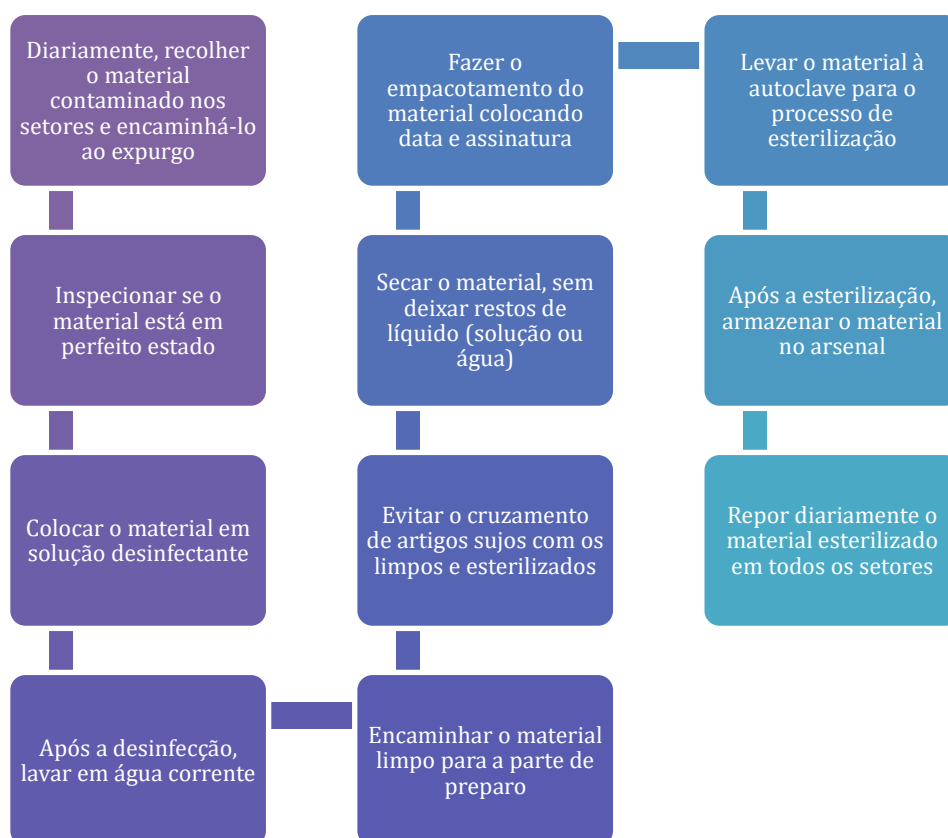 Diariamente, recolher
o material
contaminado nos
setores e encaminhá-lo
ao expurgo
Inspecionar se o
material está em
perfeito estado
Colocar o material em
solução desinfectante
Após a desinfecção,
lavar em água corrente
Encaminhar o material
limpo para a parte de
preparo
Evitar o cruzamento
de artigos sujos com os
limpos e esterilizados
Secar o material, sem
deixar restos de
líquido (solução ou
água)
Fazer o
empacotamento do
material colocando
data e assinatura
Levar o material à
autoclave para o
processo de
esterilização
Após a esterilização,
armazenar o material
no arsenal
Repor diariamente o
material esterilizado
em todos os setores